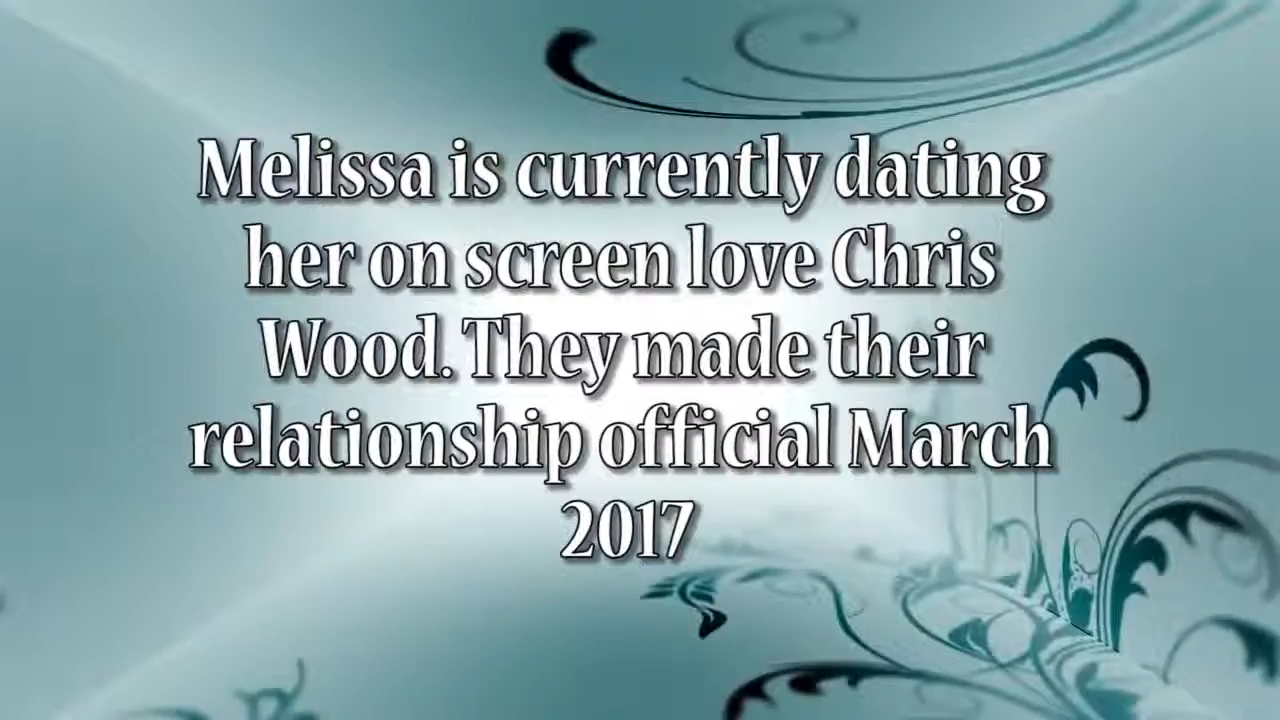 Melissa is currently dating
her on screen love Chris
Wood. They made their
relationship official March
2017